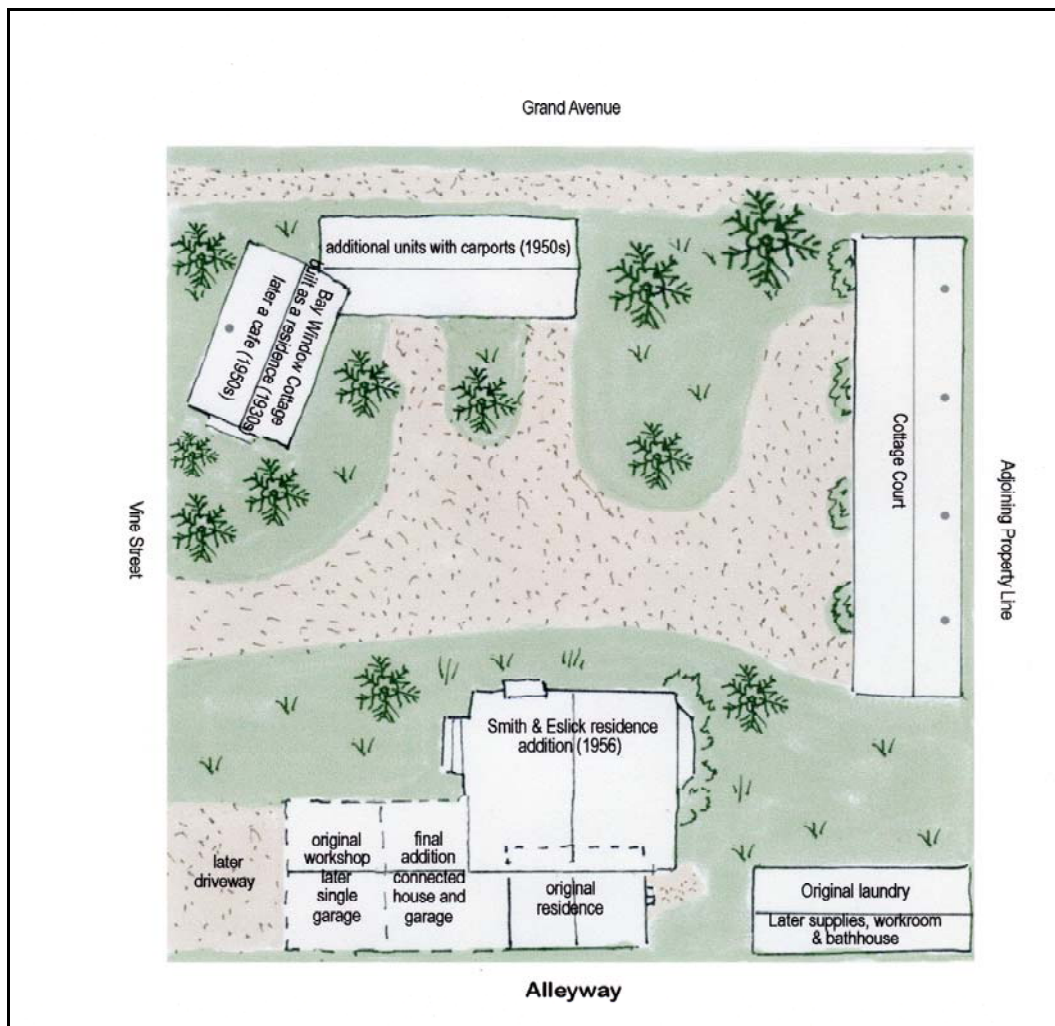 Grand Avenue
additional units with carports (1950s)
Bay Window Cottage
built as a residence (1930s)
later a cafe (1950s)
Cottage Court
Vine Street
Adjoining Property Line
Smith & Eslick residence
addition (1956)
later
driveway
original
workshop
later
single
garage
final
addition
connected
house and
garage
original
residence
Original laundry
Later supplies, workroom
& bathhouse
Alleyway